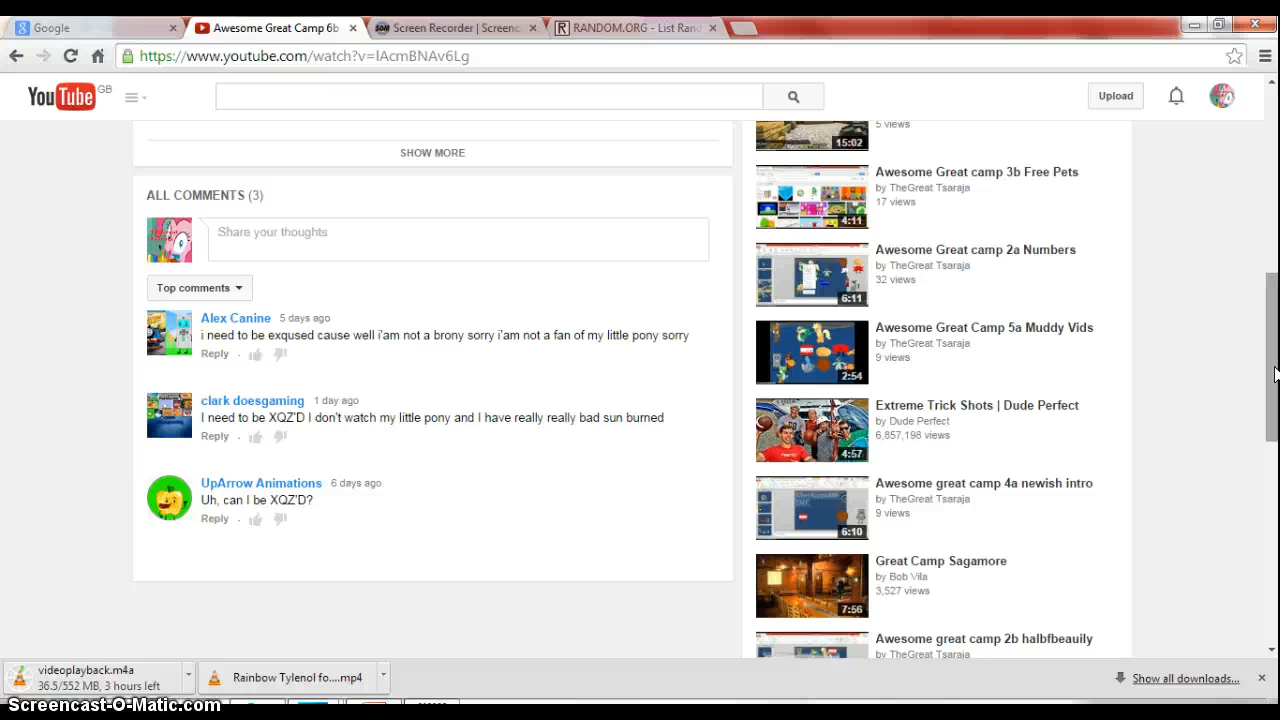 Google
Awesome Great Camp 6b
Screen Recorder | Screenc
RANDOM.ORG - List Ran
https://www.youtube.com/watch?v=lAcmBNAv6Lg
YouTube GB
Upload
SHOW MORE
ALL COMMENTS (3)
Share your thoughts
Top comments
Alex Canine 5 days ago
i need to be exqused cause well i'am not a brony sorry i'am not a fan of my little pony sorry
Reply
clark doesgaming 1 day ago
I need to be XQZ'D I don't watch my little pony and I have really really bad sun burned
Reply
UpArrow Animations 6 days ago
Uh, can I be XQZ'D?
Reply
5 views
15:02
Awesome Great camp 3b Free Pets
by TheGreat Tsaraja
17 views
4:11
Awesome Great camp 2a Numbers
by TheGreat Tsaraja
32 views
6:11
Awesome Great Camp 5a Muddy Vids
by TheGreat Tsaraja
9 views
2:54
Extreme Trick Shots | Dude Perfect
by Dude Perfect
6,857,198 views
4:57
Awesome great camp 4a newish intro
by TheGreat Tsaraja
9 views
6:10
Great Camp Sagamore
by Bob Vila
3,527 views
7:56
Awesome great camp 2b halbfbeauily
by TheGreat Tsaraja
videoplayback.m4a
36.5/552 MB, 3 hours left
Rainbow Tylenol fo....mp4
Show all downloads...
Screencast-O-Matic.com